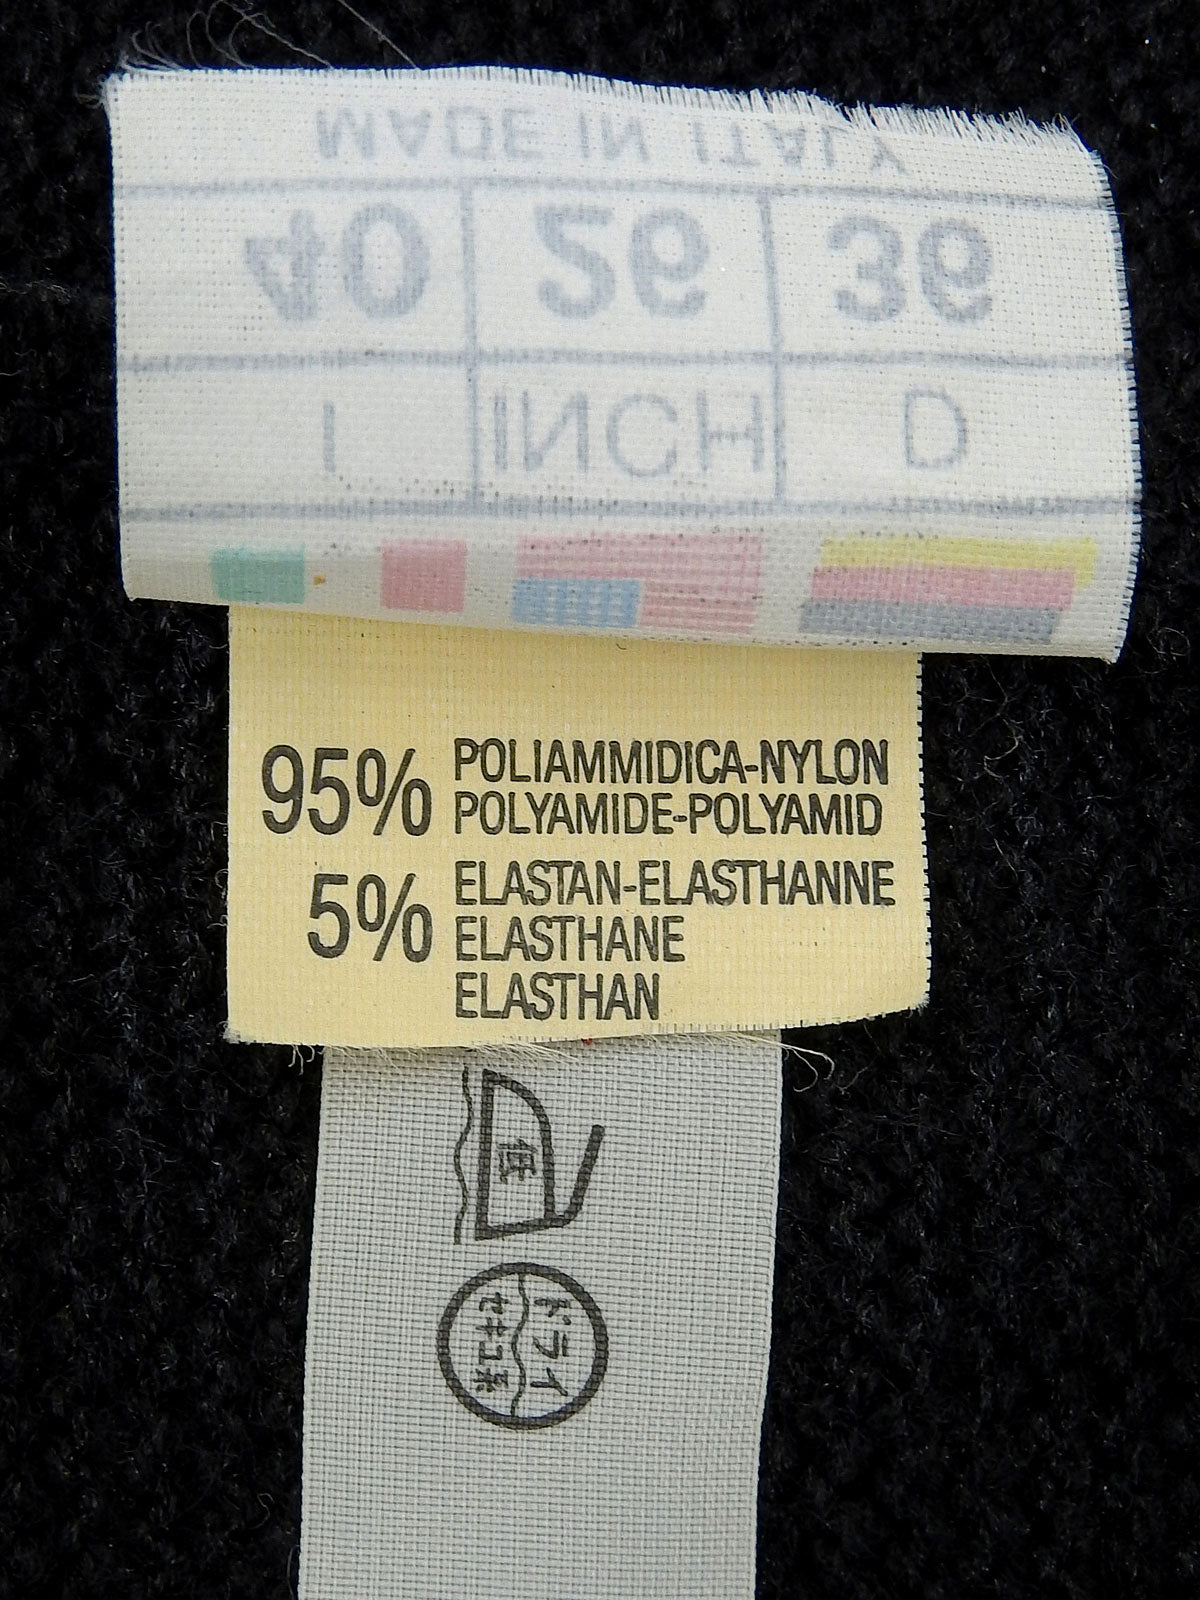 MADE IN ITALY
40 26 36
I INCH D
95% POLIAMMIDICA-NYLON
POLYAMIDE-POLYAMID
5% ELASTAN-ELASTHANNE
ELASTHANE
ELASTHAN
低
ドライ
セキユ系